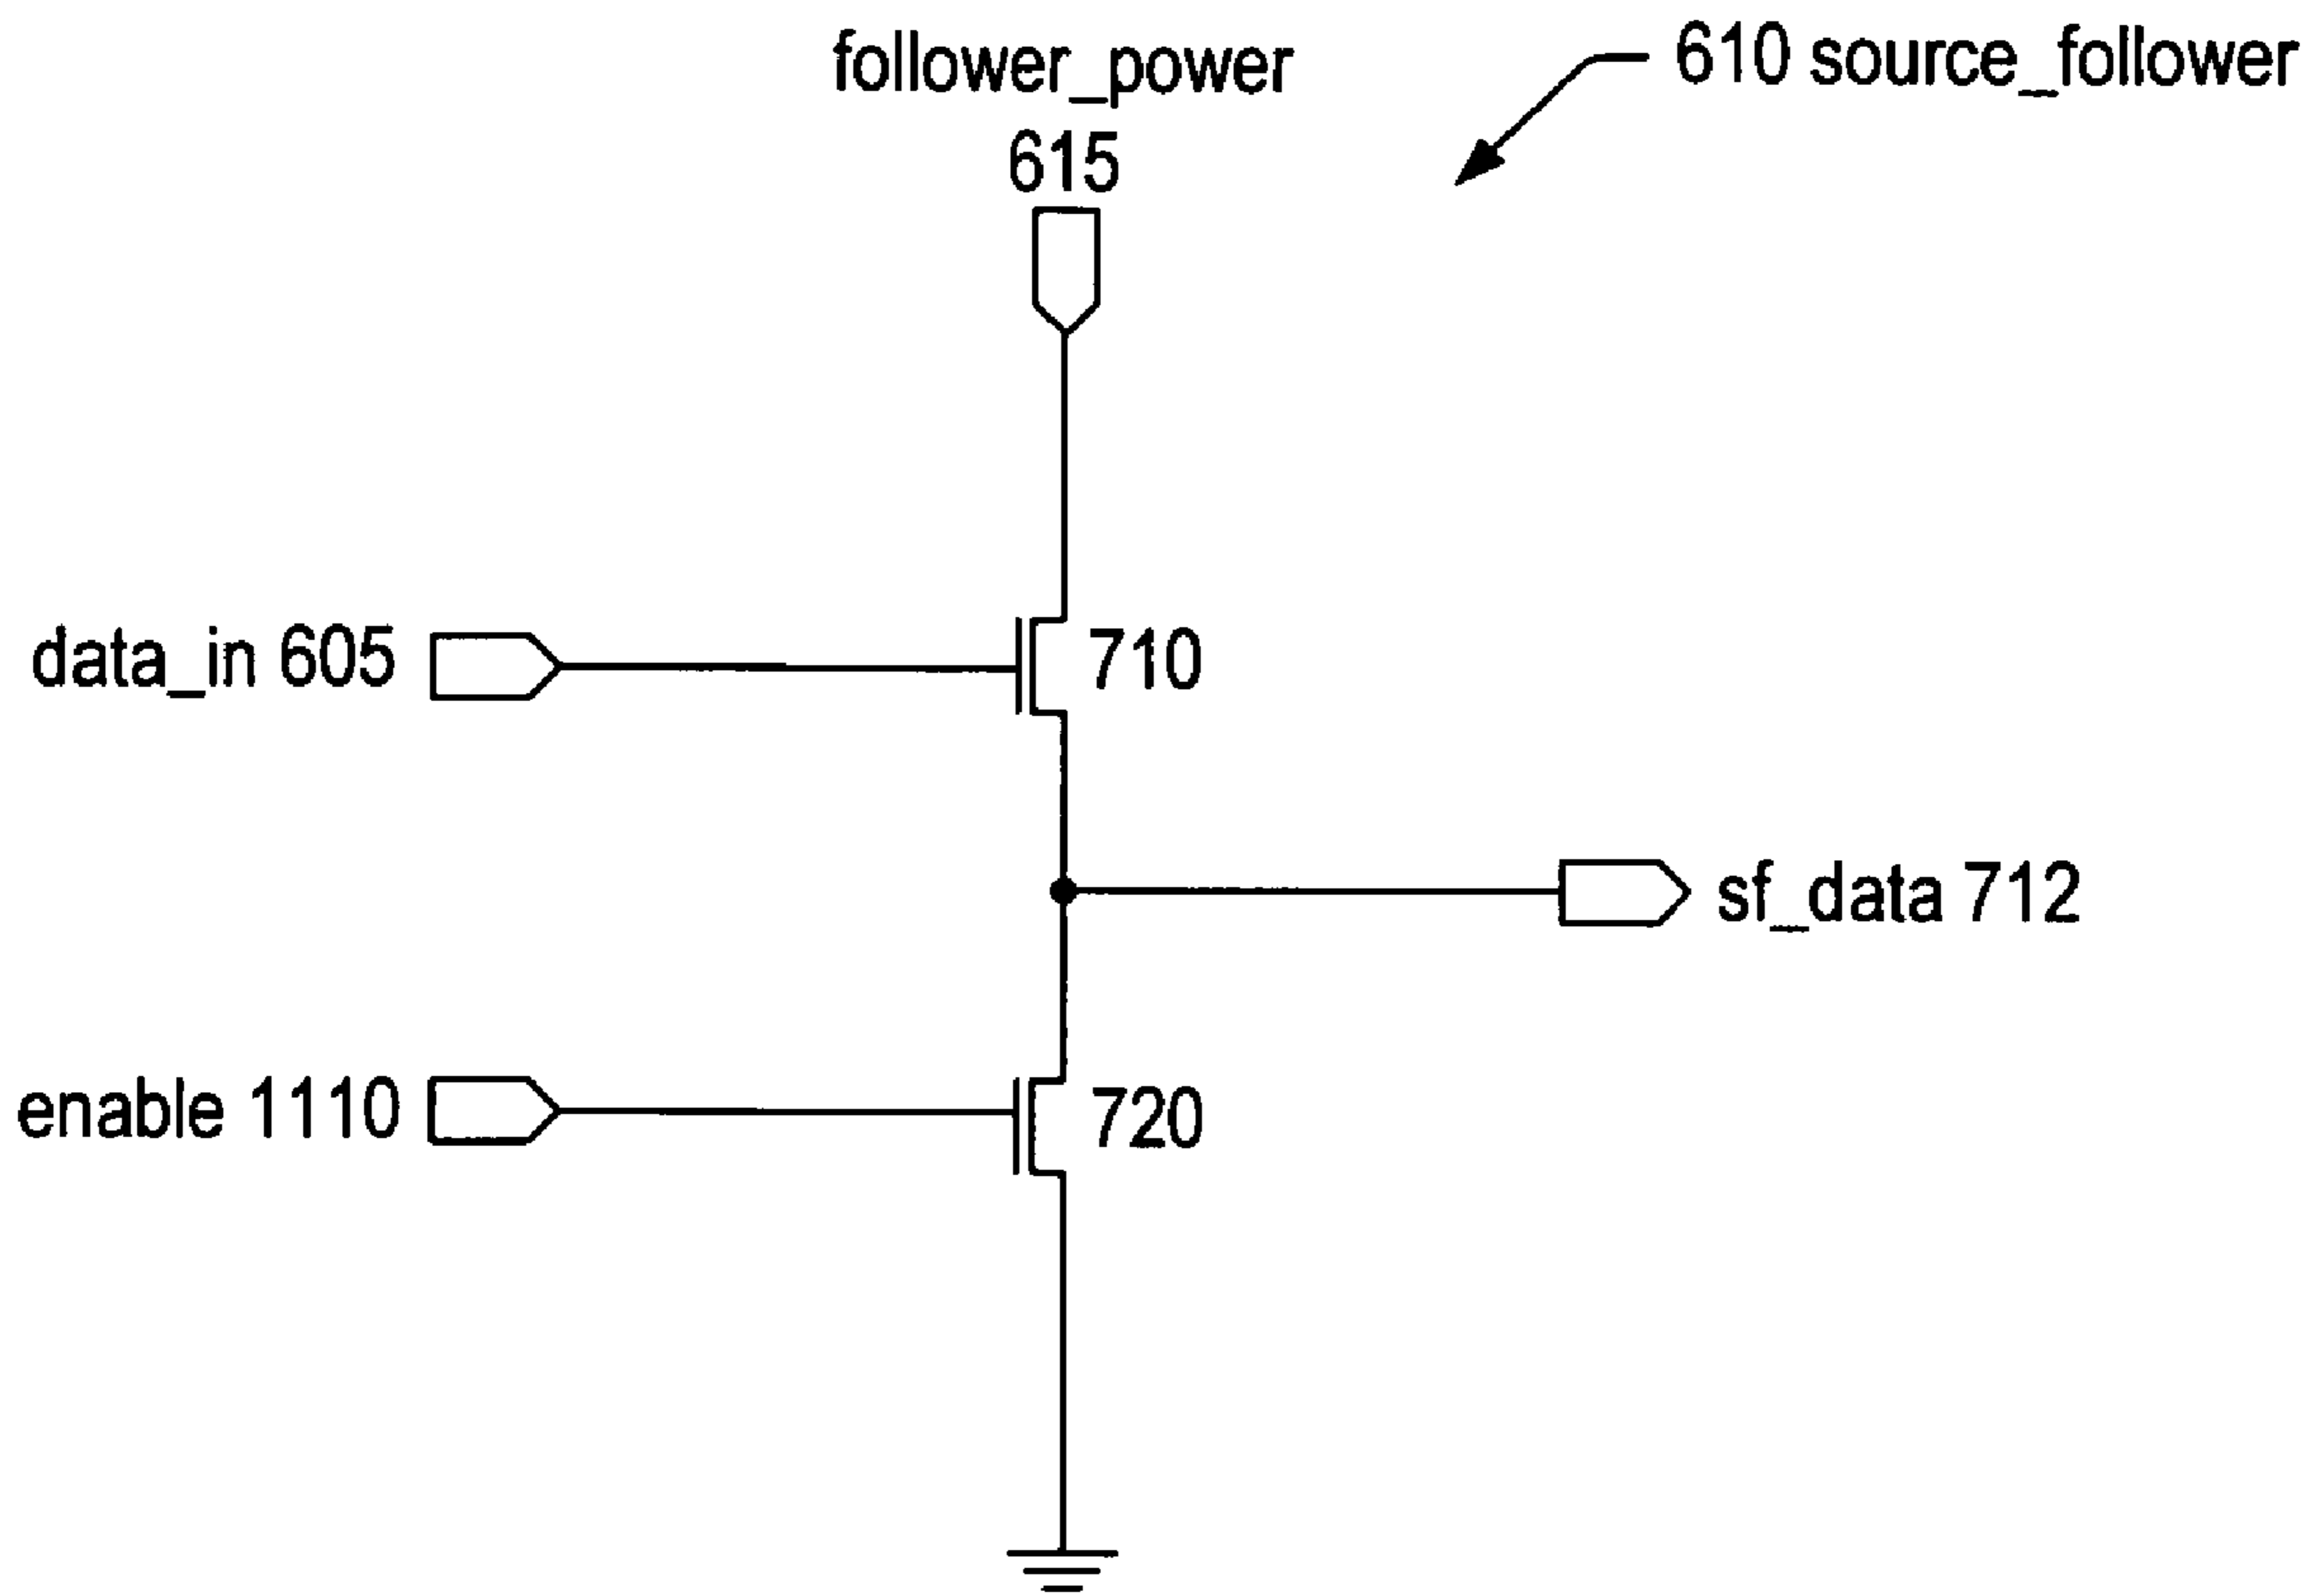 follower_power
615
610 source_follower
data_in 605
710
sf_data 712
enable 1110
720